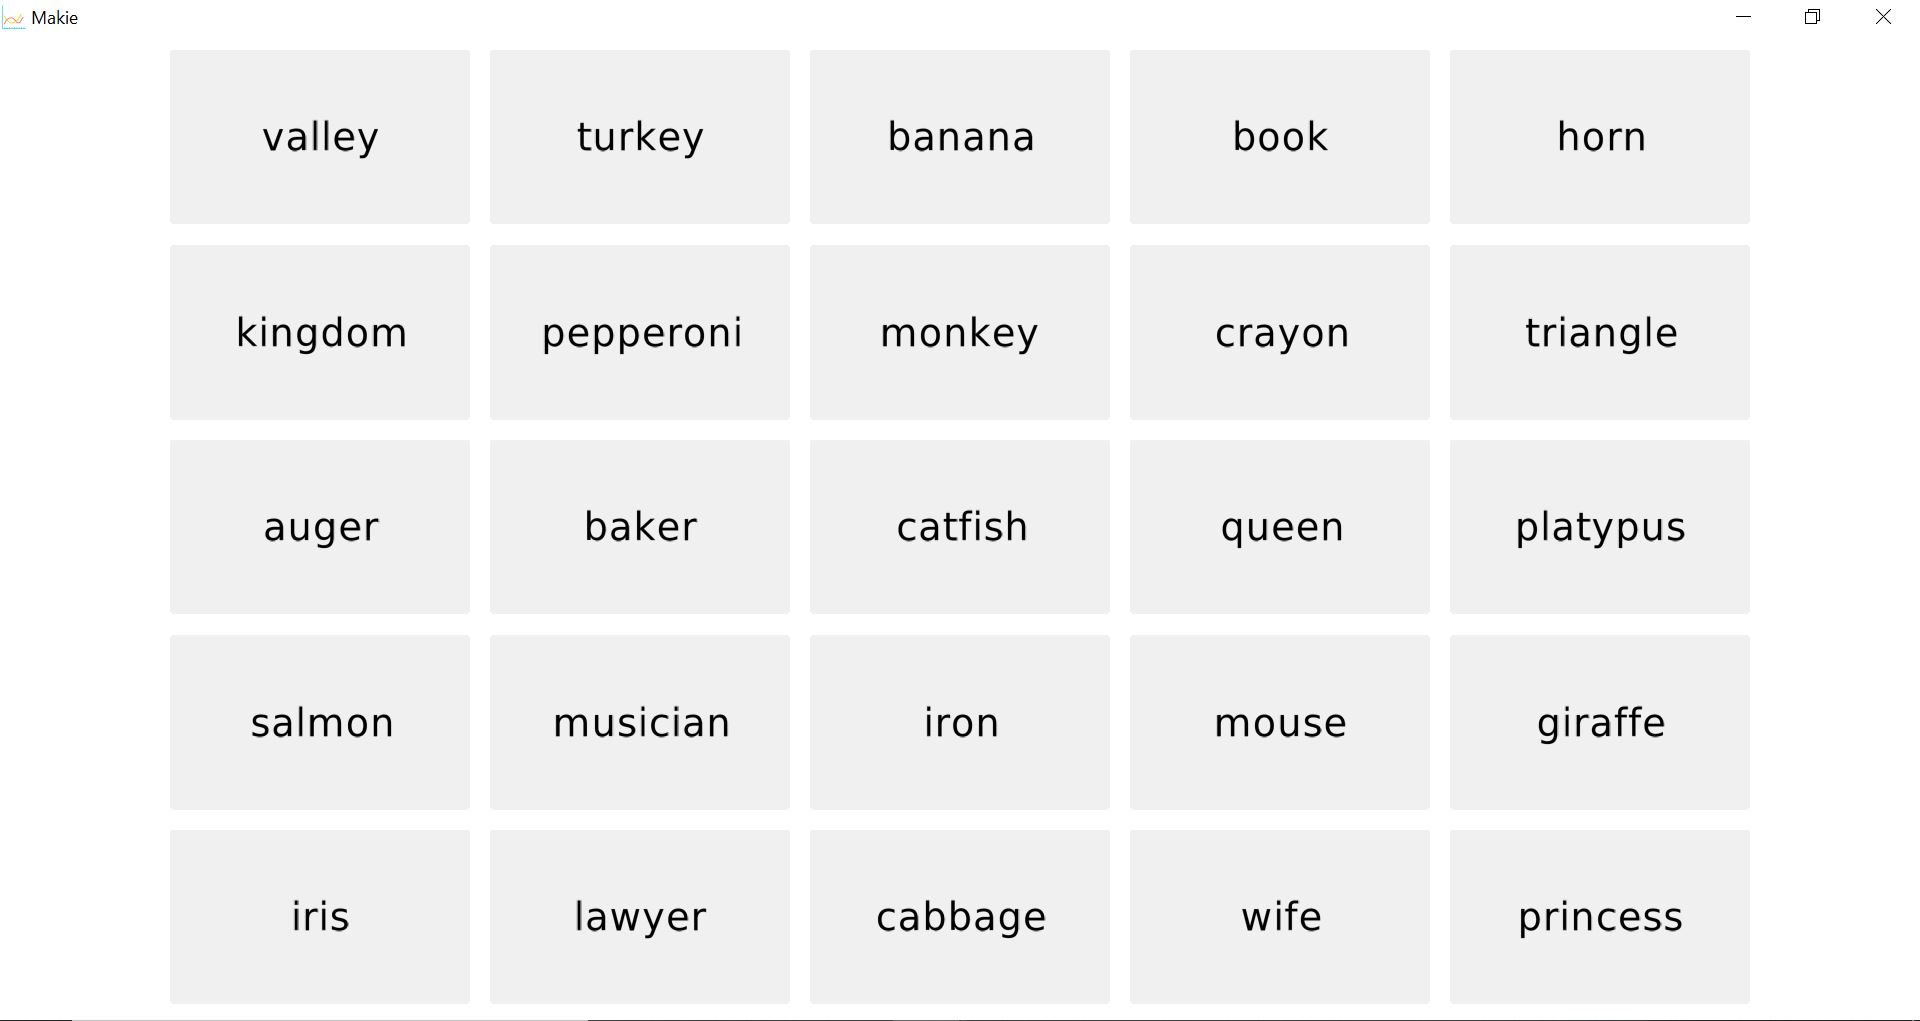 Makie
valley turkey banana book horn
kingdom pepperoni monkey crayon triangle
auger baker catfish queen platypus
salmon musician iron mouse giraffe
iris lawyer cabbage wife princess